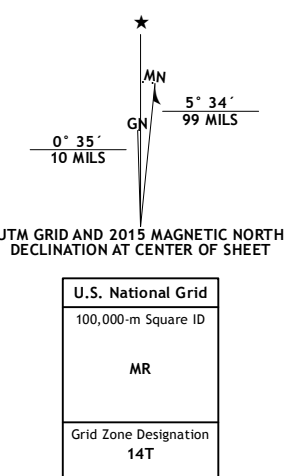 ★
MN
5° 34´
99 MILS
GN
0° 35´
10 MILS
UTM GRID AND 2015 MAGNETIC NORTH
DECLINATION AT CENTER OF SHEET
U.S. National Grid
100,000-m Square ID
MR
Grid Zone Designation
14T